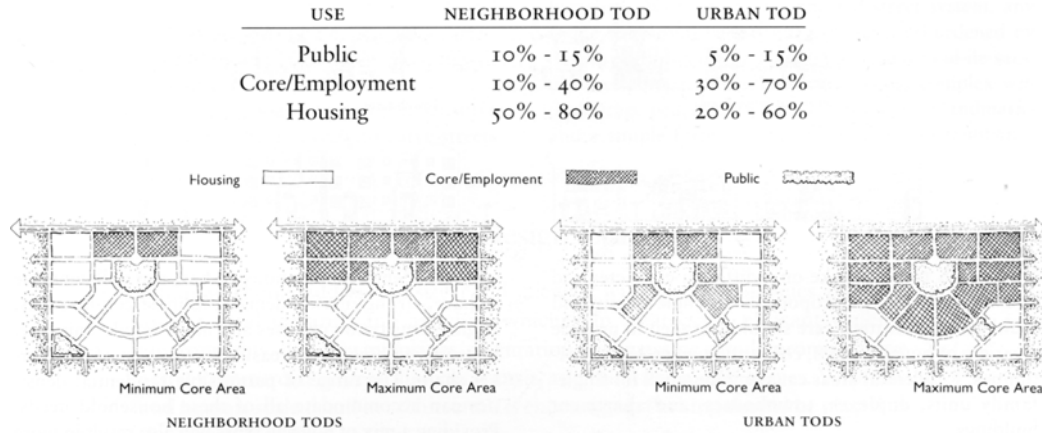 USE NEIGHBORHOOD TOD URBAN TOD
Public 10% - 15% 5% - 15%
Core/Employment 10% - 40% 30% - 70%
Housing 50% - 80% 20% - 60%
Housing Core/Employment Public
Minimum Core Area Maximum Core Area Minimum Core Area Maximum Core Area
NEIGHBORHOOD TODS URBAN TODS